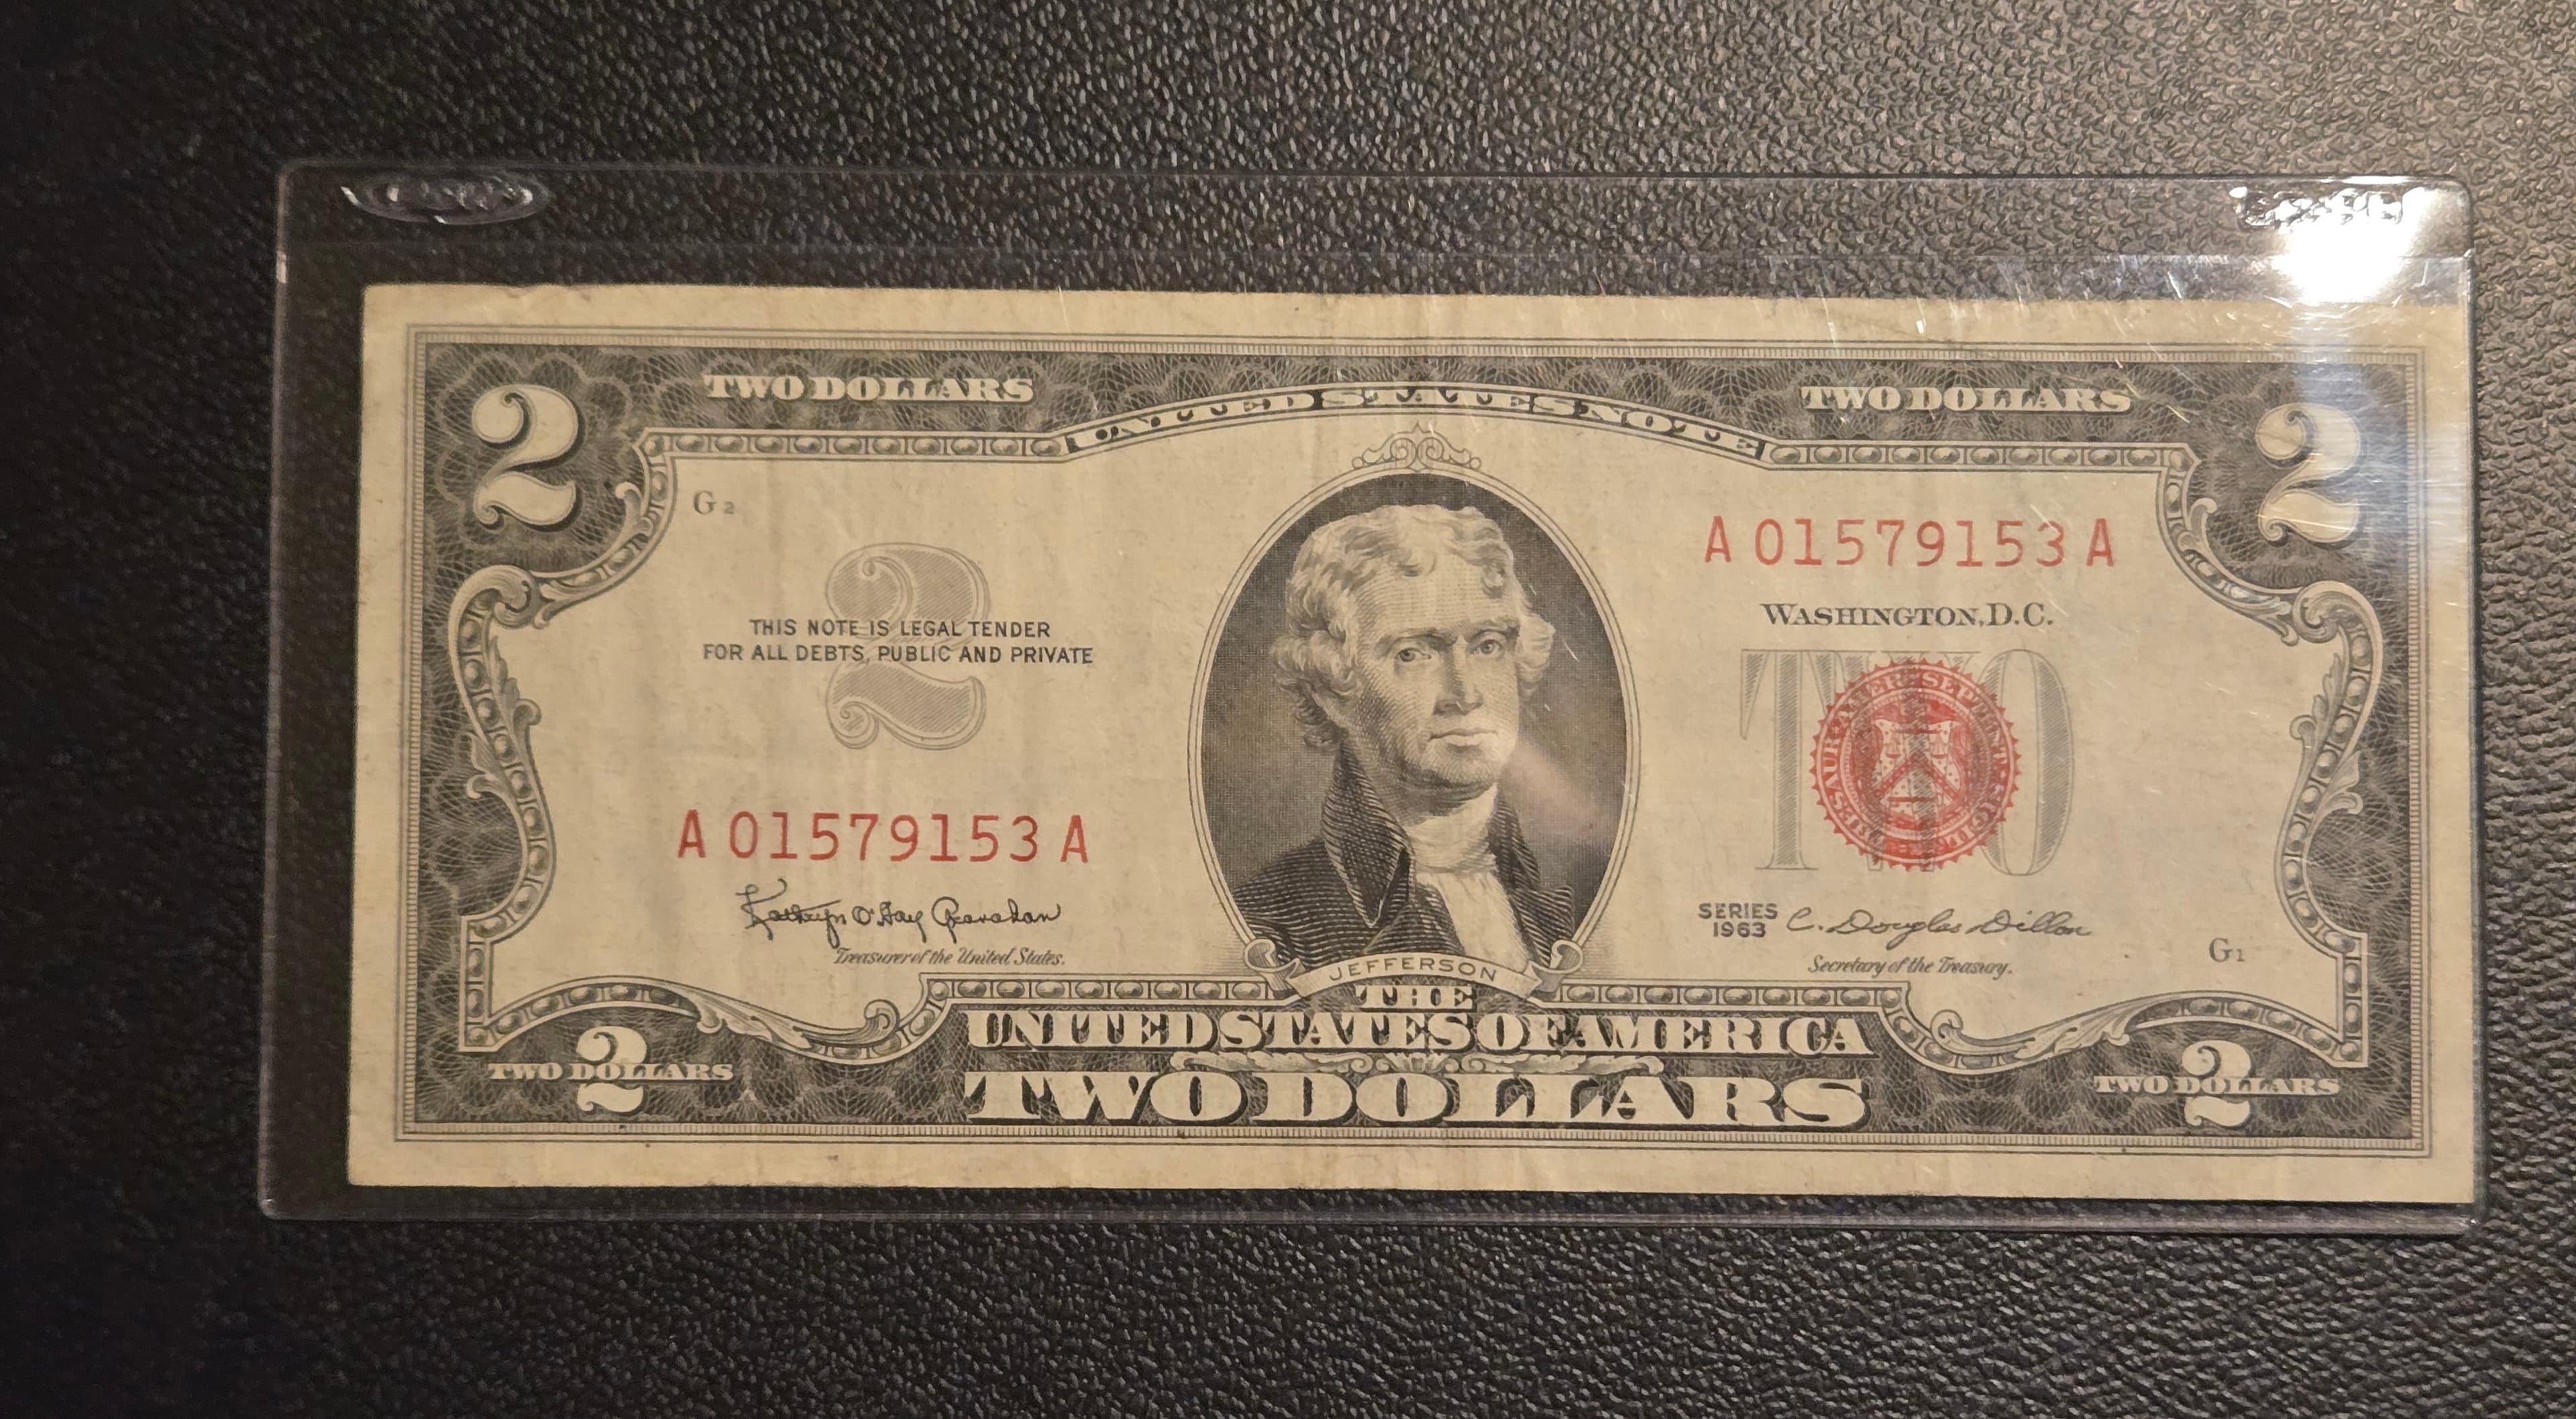 TWO DOLLARS
UNITED STATES NOTE
TWO DOLLARS
2
2
G2
A 01579153 A
2
WASHINGTON, D.C.
THIS NOTE IS LEGAL TENDER
FOR ALL DEBTS, PUBLIC AND PRIVATE
TWO
A 01579153 A
Kathryn O'Hay Granahan
Treasurer of the United States.
SERIES
1963
C. Douglas Dillon
Secretary of the Treasury.
G1
JEFFERSON
THE
UNITED STATES OF AMERICA
TWO DOLLARS
2
TWO DOLLARS
2
TWO DOLLARS